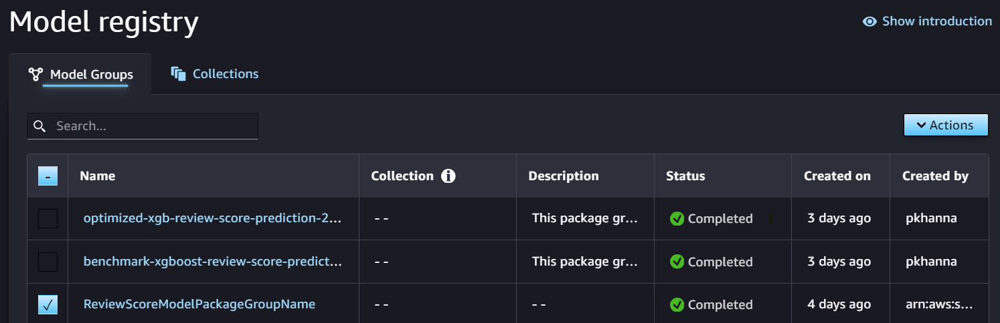 Model registry
Show introduction
Model Groups
Collections
Search...
Actions
- Name Collection i Description Status Created on Created by
optimized-xgb-review-score-prediction-2... - - This package gr... Completed 3 days ago pkhanna
benchmark-xgboost-review-score-predict... - - This package gr... Completed 3 days ago pkhanna
ReviewScoreModelPackageGroupName - - - - Completed 4 days ago arn:aws:s...